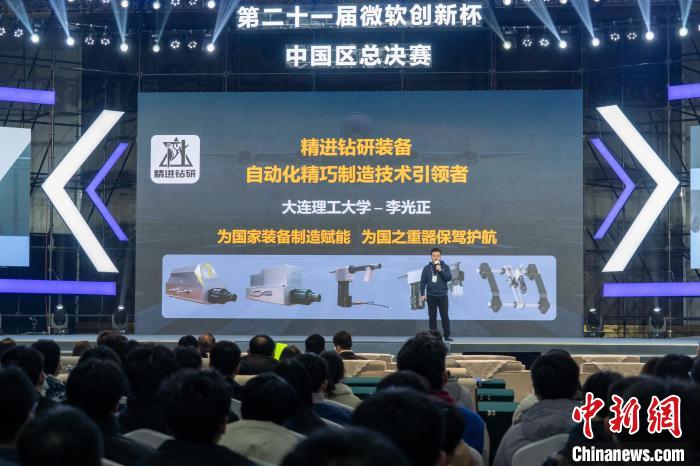 第二十一届微软创新杯
中国区总决赛
精进钻研装备
自动化精巧制造技术引领者
精进钻研
大连理工大学–李光正
为国家装备制造赋能 为国之重器保驾护航
中新网
Chinanews.com